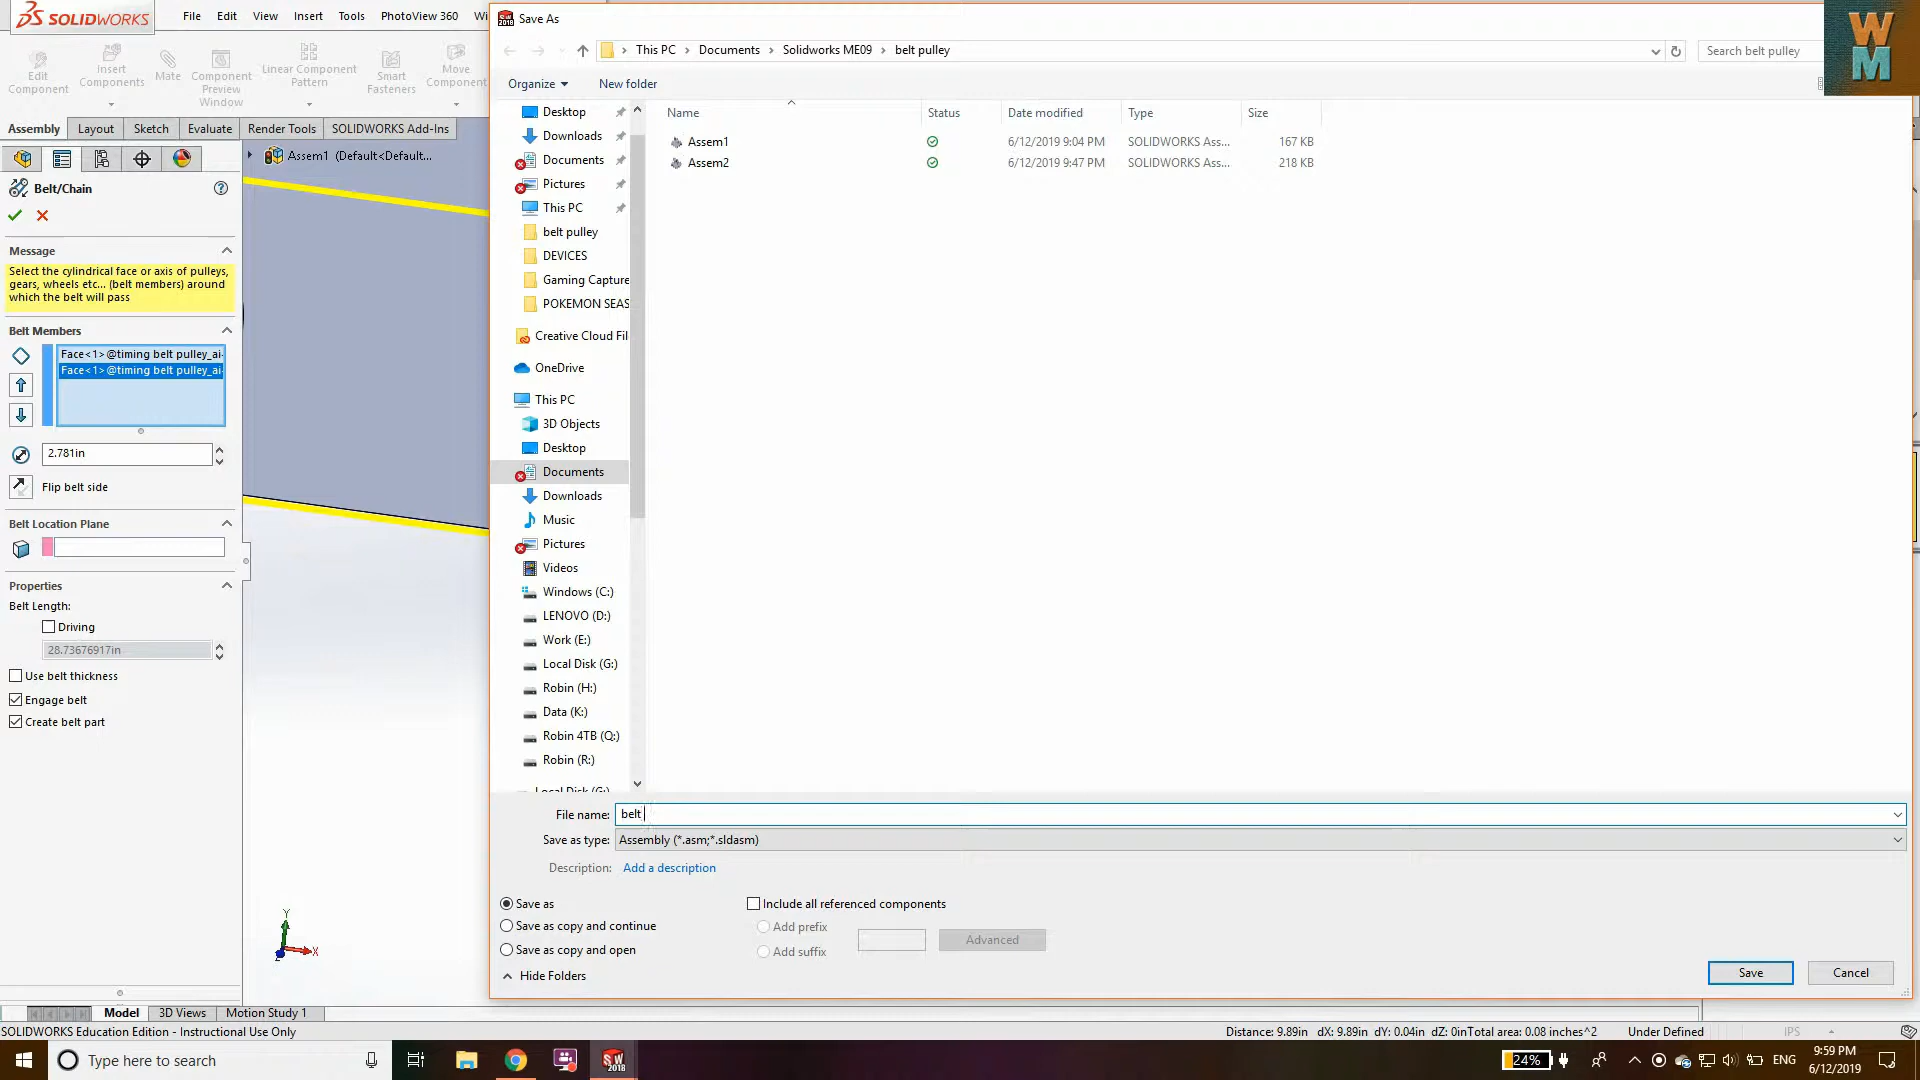 SOLIDWORKS
File Edit View Insert Tools PhotoView 360 Wi
Save As
This PC > Documents > Solidworks ME09 > belt pulley
Search belt pulley
W
M
Organize
New folder
Edit
Component
Insert
Components
Mate
Component
Preview
Window
Linear Component
Pattern
Smart
Fasteners
Move
Component
Assembly Layout Sketch Evaluate Render Tools SOLIDWORKS Add-Ins
Assem1 (Default<Default...
Belt/Chain
Message
Select the cylindrical face or axis of pulleys,
gears, wheels etc... (belt members) around
which the belt will pass
Belt Members
Face<1>@timing belt pulley_ai-
Face<1>@timing belt pulley_ai-
2.781in
Flip belt side
Belt Location Plane
Properties
Belt Length:
Driving
28.73676917in
Use belt thickness
Engage belt
Create belt part
Desktop
Downloads
Documents
Pictures
This PC
belt pulley
DEVICES
Gaming Capture
POKEMON SEAS
Creative Cloud Fil
OneDrive
This PC
3D Objects
Desktop
Documents
Downloads
Music
Pictures
Videos
Windows (C:)
LENOVO (D:)
Work (E:)
Local Disk (G:)
Robin (H:)
Data (K:)
Robin 4TB (Q:)
Robin (R:)
Local Disk (G:)
Name Status Date modified Type Size
Assem1 6/12/2019 9:04 PM SOLIDWORKS Ass... 167 KB
Assem2 6/12/2019 9:47 PM SOLIDWORKS Ass... 218 KB
File name: belt
Save as type: Assembly (*.asm;*.sldasm)
Description: Add a description
Save as
Save as copy and continue
Save as copy and open
Include all referenced components
Add prefix
Add suffix
Advanced
Hide Folders
Save
Cancel
Y
X
Z
Model 3D Views Motion Study 1
SOLIDWORKS Education Edition - Instructional Use Only
Distance: 9.89in dX: 9.89in dY: 0.04in dZ: 0inTotal area: 0.08 inches^2 Under Defined IPS
Type here to search
SW
2018
24%
ENG
9:59 PM
6/12/2019